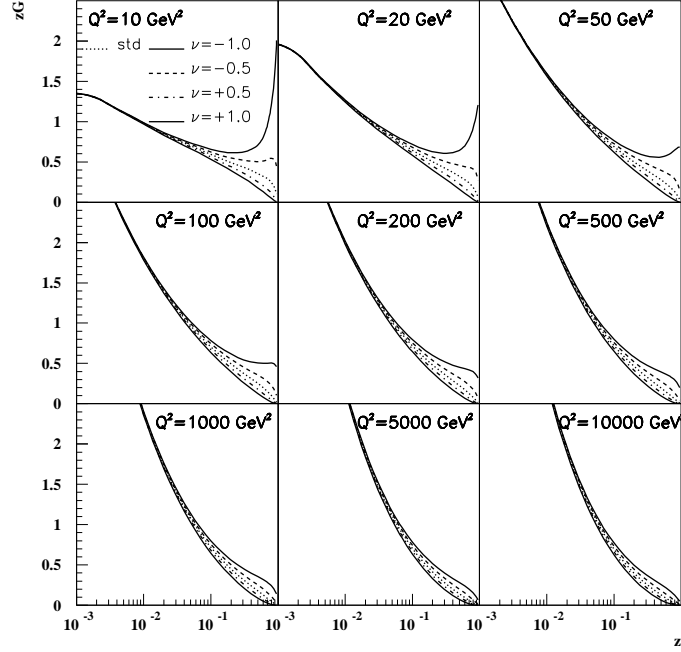 zG
Q²=10 GeV²
Q²=20 GeV²
Q²=50 GeV²
std
ν=−1.0
ν=−0.5
ν=+0.5
ν=+1.0
2
1.5
1
0.5
0
Q²=100 GeV²
Q²=200 GeV²
Q²=500 GeV²
2
1.5
1
0.5
0
Q²=1000 GeV²
Q²=5000 GeV²
Q²=10000 GeV²
2
1.5
1
0.5
0
10⁻³ 10⁻² 10⁻¹ 10⁻³ 10⁻² 10⁻¹ 10⁻³ 10⁻² 10⁻¹
z